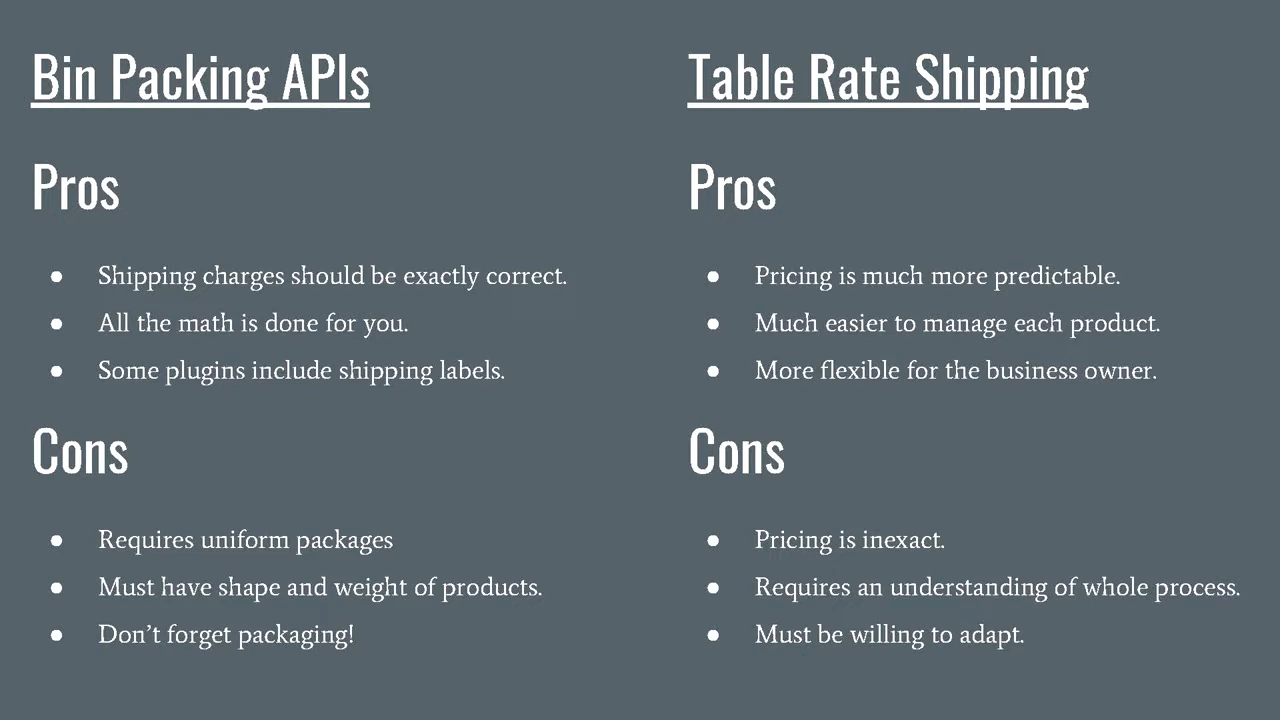 Bin Packing APIs
Pros
● Shipping charges should be exactly correct.
● All the math is done for you.
● Some plugins include shipping labels.
Cons
● Requires uniform packages
● Must have shape and weight of products.
● Don’t forget packaging!
Table Rate Shipping
Pros
● Pricing is much more predictable.
● Much easier to manage each product.
● More flexible for the business owner.
Cons
● Pricing is inexact.
● Requires an understanding of whole process.
● Must be willing to adapt.